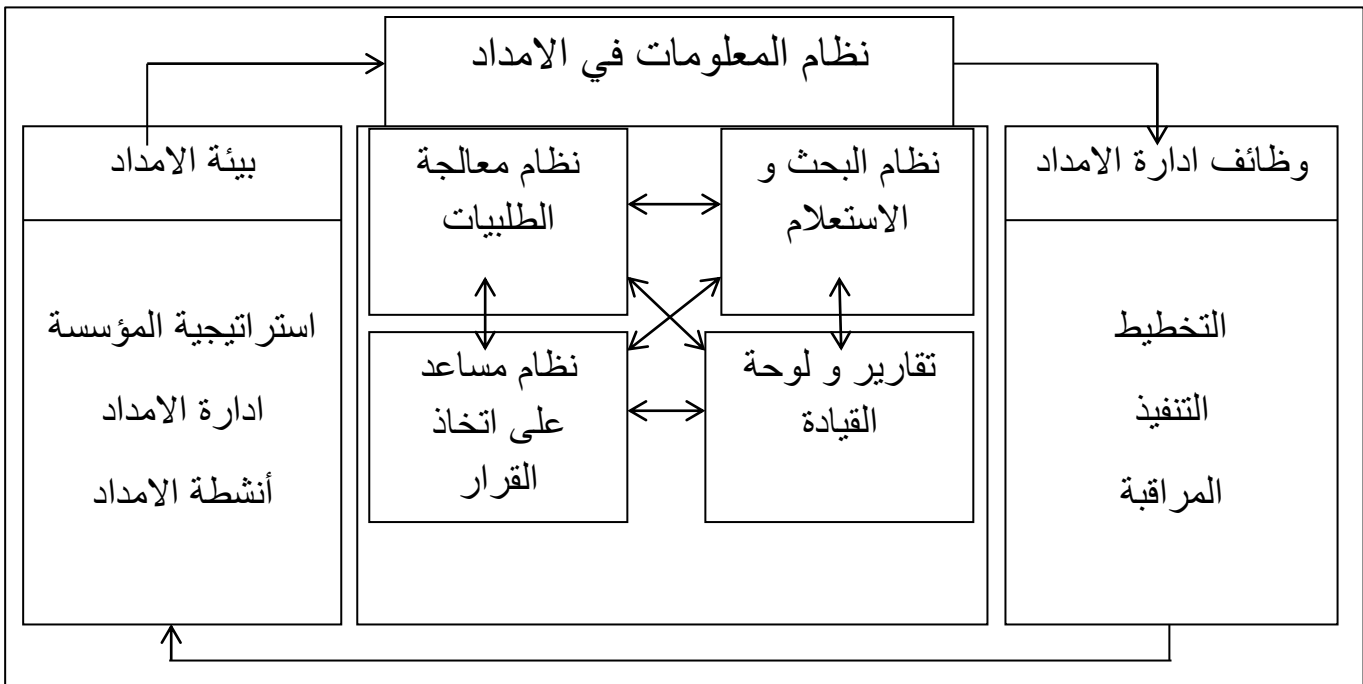 نظام المعلومات في الامداد
وظائف ادارة الامداد
التخطيط
التنفيذ
المراقبة
نظام البحث و
الاستعلام
نظام معالجة
الطلبيات
تقارير و لوحة
القيادة
نظام مساعد
على اتخاذ
القرار
بيئة الامداد
استراتيجية المؤسسة
ادارة الامداد
أنشطة الامداد